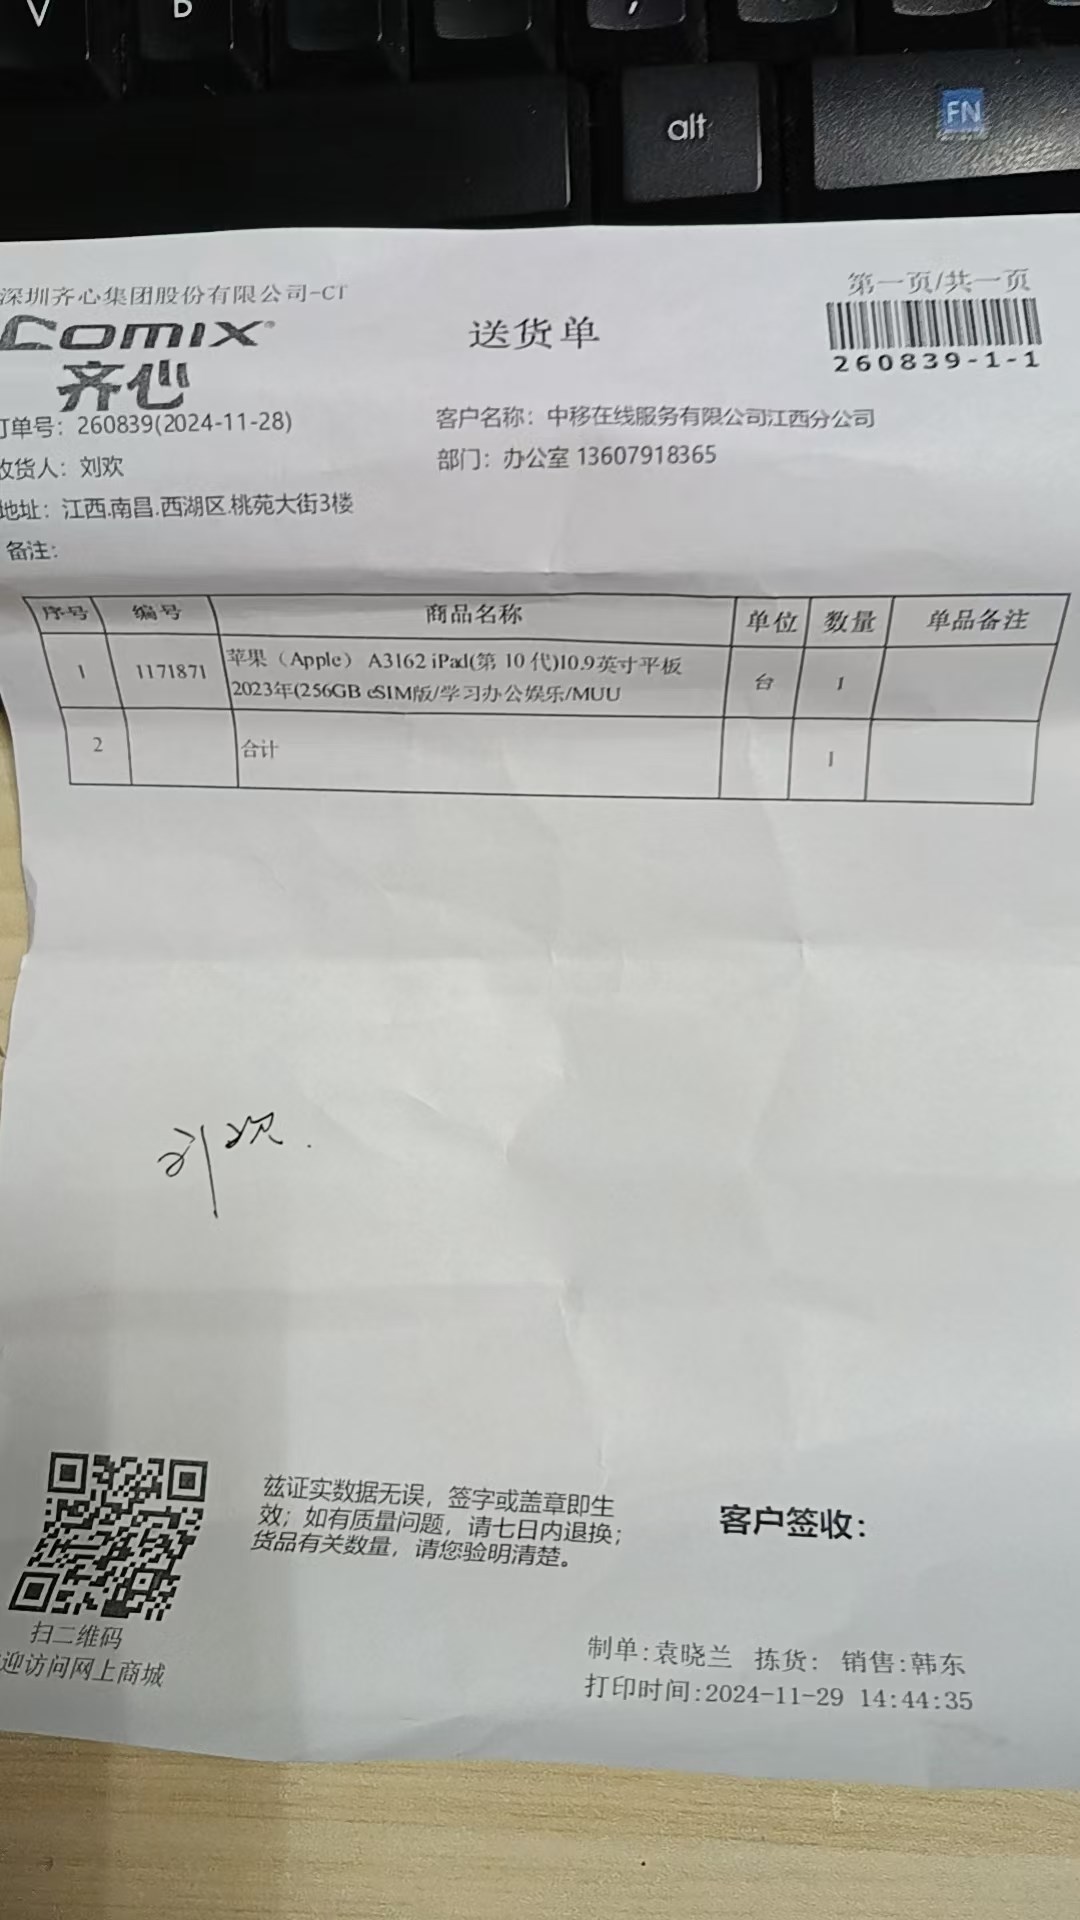 V
B
,
alt
FN
深圳齐心集团股份有限公司-CT
第一页/共一页
COMIX
齐心
送货单
260839-1-1
订单号：260839(2024-11-28)
客户名称：中移在线服务有限公司江西分公司
收货人：刘欢
部门：办公室 13607918365
地址：江西.南昌.西湖区.桃苑大街3楼
备注：
序号 编号 商品名称 单位 数量 单品备注
1 1171871 苹果（Apple） A3162 iPad(第 10 代)10.9英寸平板 台 1
2023年(256GB eSIM版/学习办公娱乐/MUU
2 合计 1
刘欢.
兹证实数据无误，签字或盖章即生
效；如有质量问题，请七日内退换；
货品有关数量，请您验明清楚。
客户签收：
扫二维码
迎访问网上商城
制单:袁晓兰 拣货: 销售:韩东
打印时间:2024-11-29 14:44:35